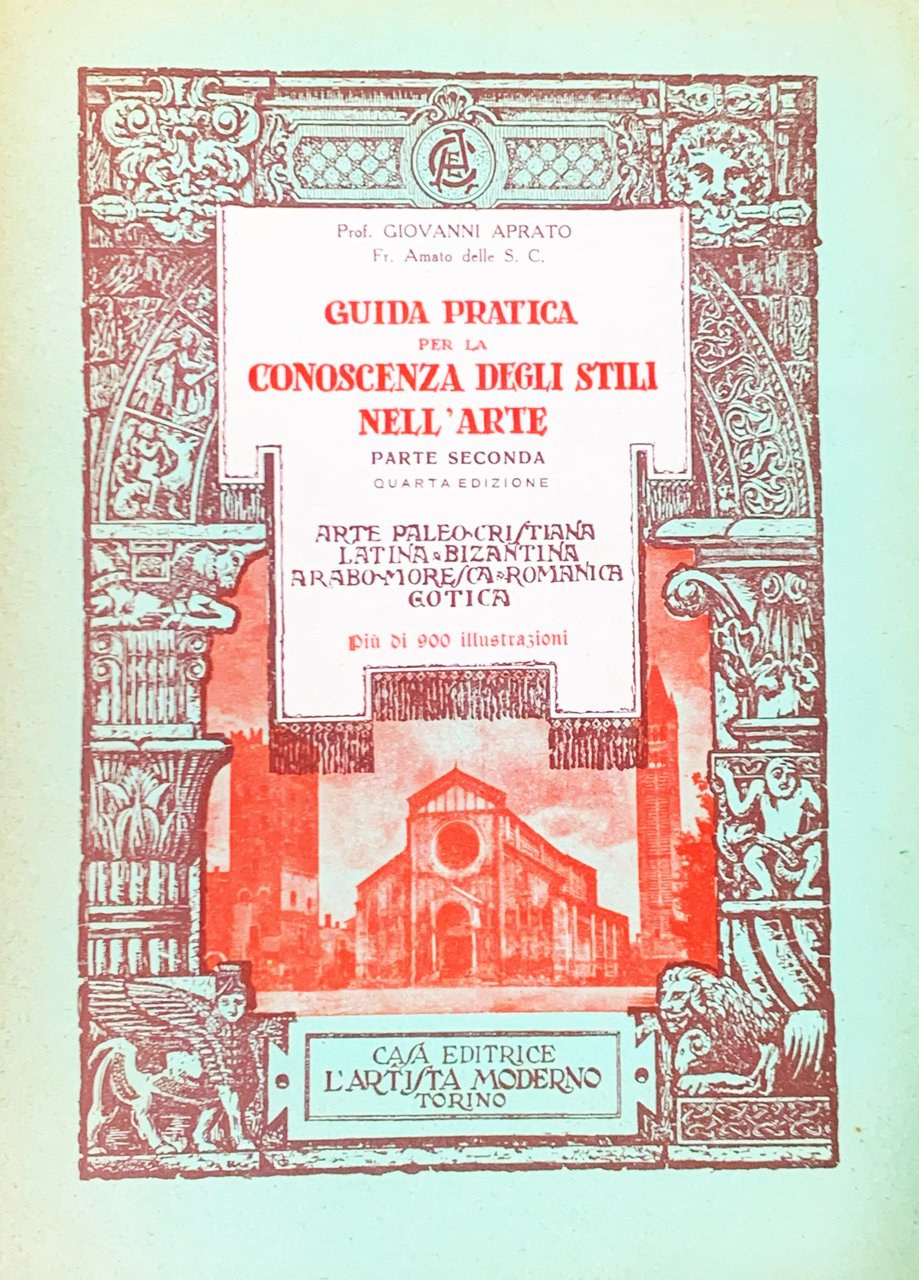 Prof. GIOVANNI APRATO
Fr. Amato delle S. C.
GUIDA PRATICA
PER LA
CONOSCENZA DEGLI STILI
NELL'ARTE
PARTE SECONDA
QUARTA EDIZIONE
ARTE PALEO-CRISTIANA
LATINA BIZANTINA
ARABO-MORESCA ROMANICA
GOTICA
Più di 900 illustrazioni
CASA EDITRICE
L'ARTISTA MODERNO
TORINO